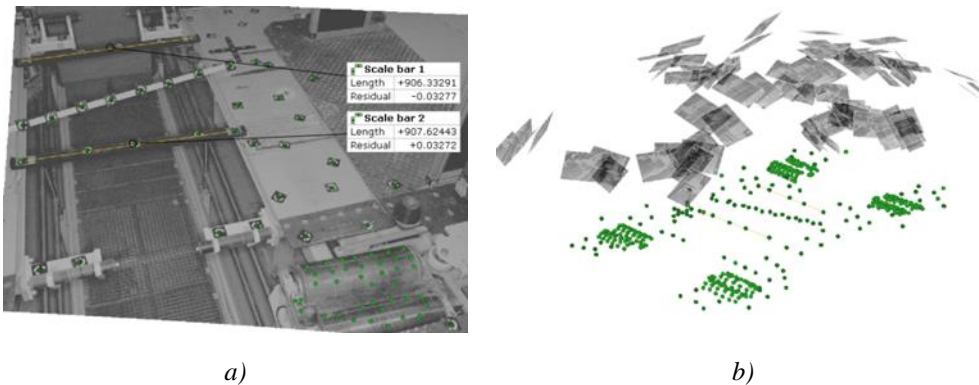 Scale bar 1
Length +906.33291
Residual -0.03277
Scale bar 2
Length +907.62443
Residual +0.03272
a)
b)